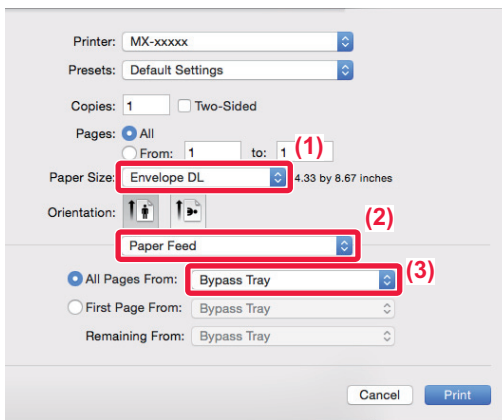 Printer: MX-xxxxx
Presets: Default Settings
Copies: 1 Two-Sided
Pages: All
From: 1 to: 1 (1)
Paper Size: Envelope DL 4.33 by 8.67 inches
Orientation:
(2)
Paper Feed
All Pages From: Bypass Tray (3)
First Page From: Bypass Tray
Remaining From: Bypass Tray
Cancel Print